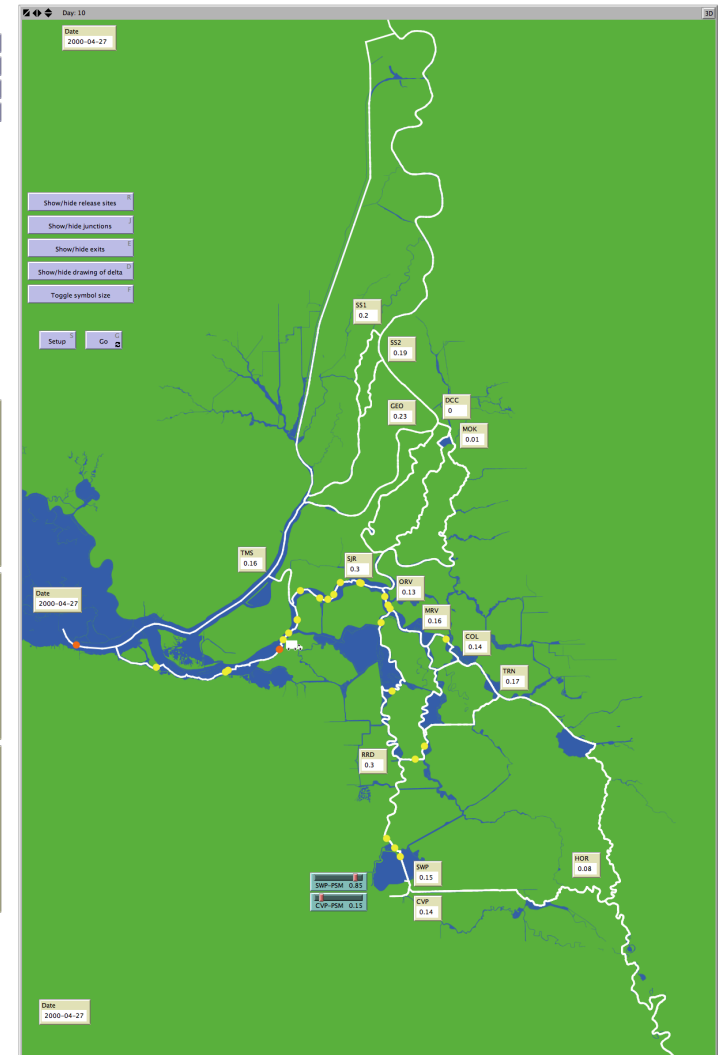 Day: 10
3D
Date
2000-04-27
R
Show/hide release sites
J
Show/hide junctions
E
Show/hide exits
D
Show/hide drawing of delta
F
Toggle symbol size
S
Setup
G
Go
SS1
0.2
SS2
0.19
GEO
0.23
DCC
0
MOK
0.01
TMS
0.16
SJR
0.3
ORV
0.13
Date
2000-04-27
MRV
0.16
COL
0.14
TRN
0.17
RRD
0.3
HOR
0.08
SWP
0.15
SWP-PSM 0.85
CVP-PSM 0.15
CVP
0.14
Date
2000-04-27